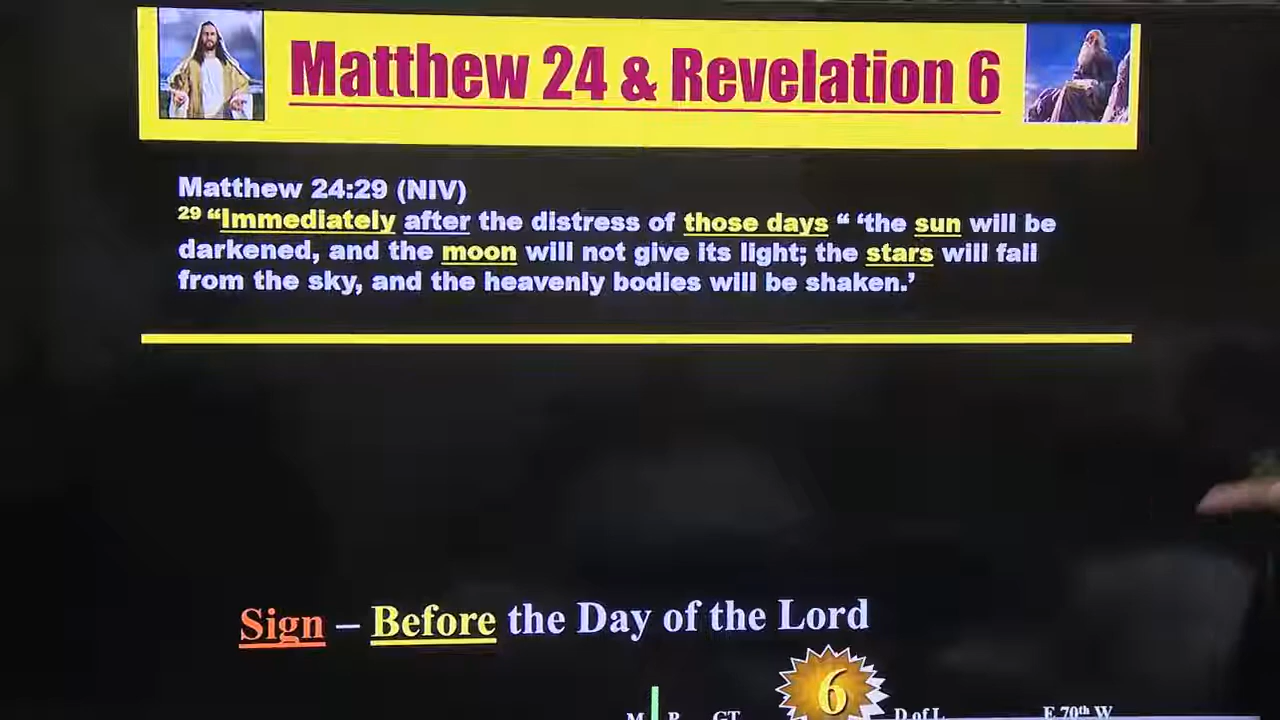 Matthew 24 & Revelation 6
Matthew 24:29 (NIV)
29 “Immediately after the distress of those days “ ‘the sun will be
darkened, and the moon will not give its light; the stars will fall
from the sky, and the heavenly bodies will be shaken.’
Sign – Before the Day of the Lord
6
GT D of L E 70th W